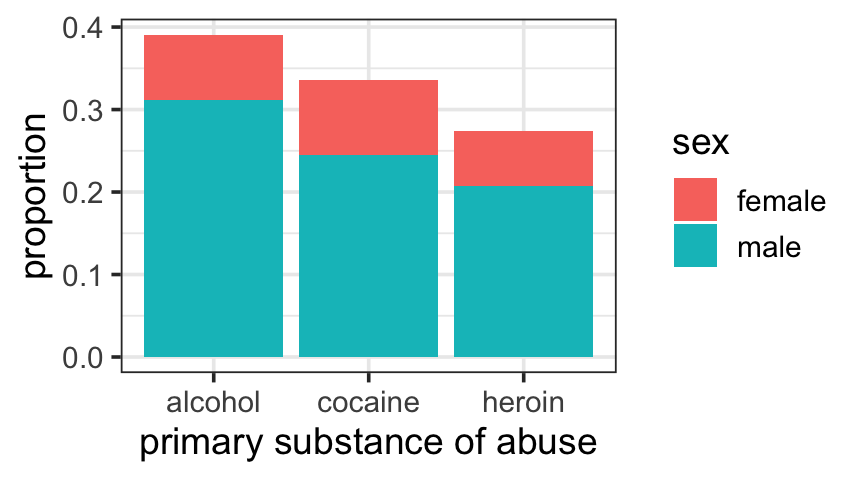 proportion
0.4
0.3
0.2
0.1
0.0
alcohol cocaine heroin
primary substance of abuse
sex
female
male